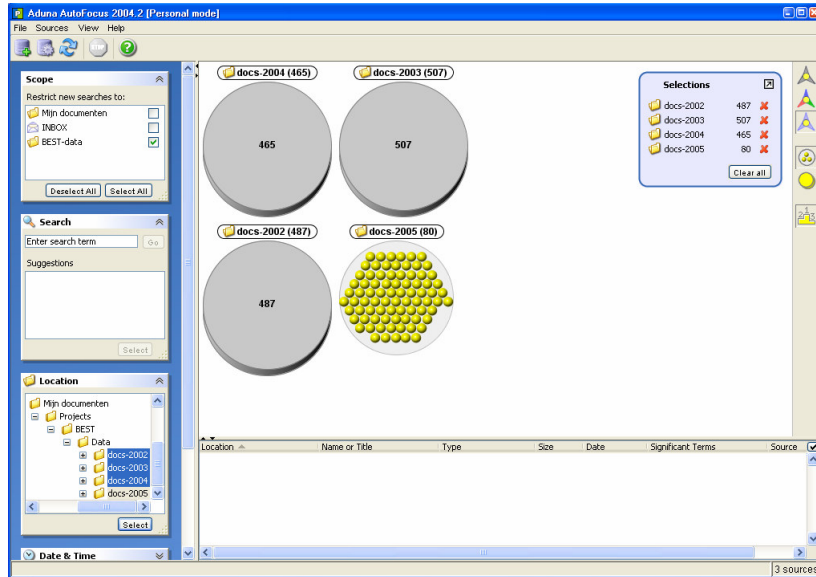 Aduna AutoFocus 2004.2 [Personal mode]
File Sources View Help
Scope
Restrict new searches to:
Mijn documenten
INBOX
BEST-data
Deselect All Select All
Search
Enter search term Go
Suggestions
Select
Location
Mijn documenten
Projects
BEST
Data
docs-2002
docs-2003
docs-2004
docs-2005
Select
Date & Time
docs-2004 (465) docs-2003 (507)
465 507
docs-2002 (487) docs-2005 (80)
487
Selections
docs-2002 487
docs-2003 507
docs-2004 465
docs-2005 80
Clear all
Location Name or Title Type Size Date Significant Terms Source
3 sources